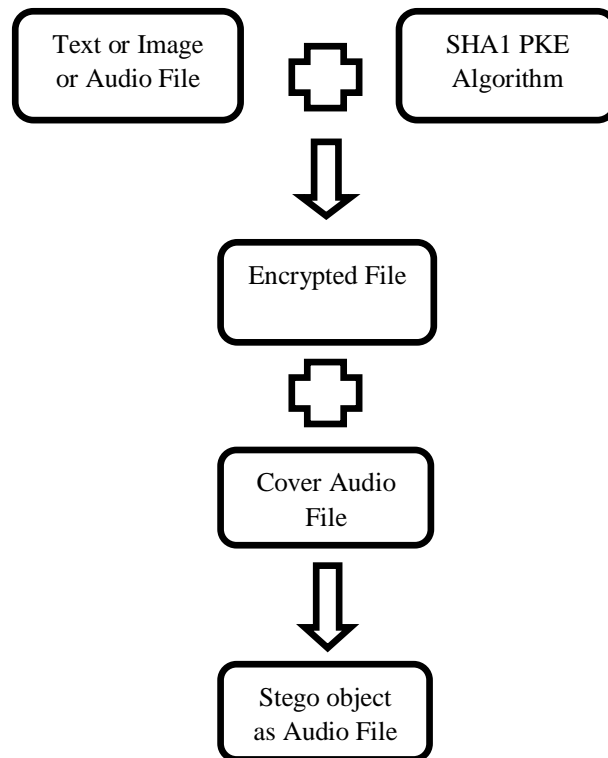 Text or Image
or Audio File
SHA1 PKE
Algorithm
Encrypted File
Cover Audio
File
Stego object
as Audio File